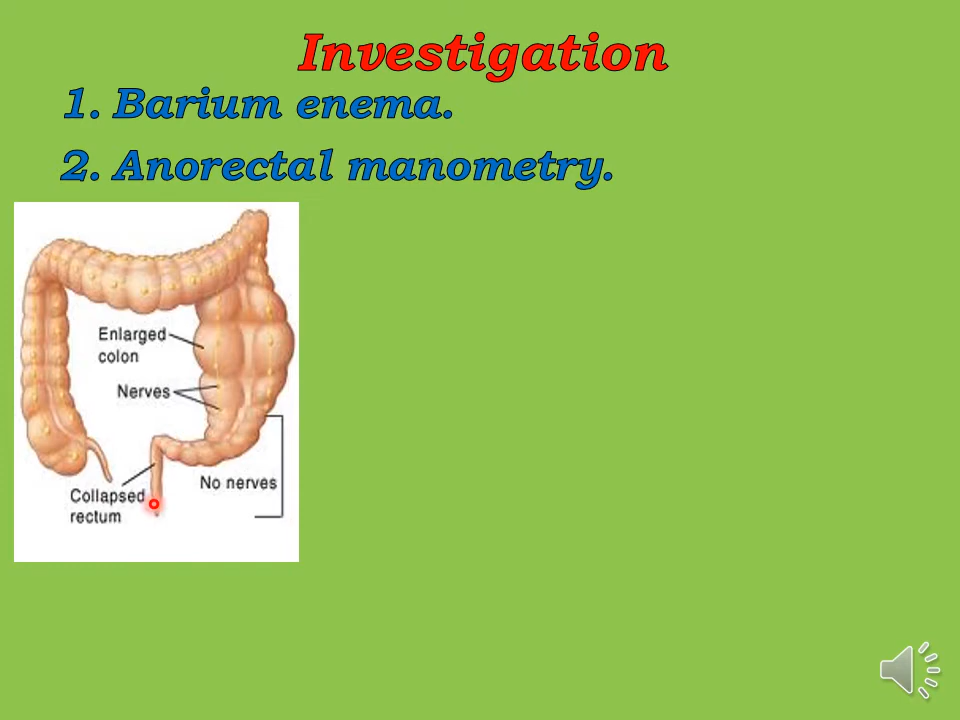 Investigation
1. Barium enema.
2. Anorectal manometry.
Enlarged
colon
Nerves
No nerves
Collapsed
rectum